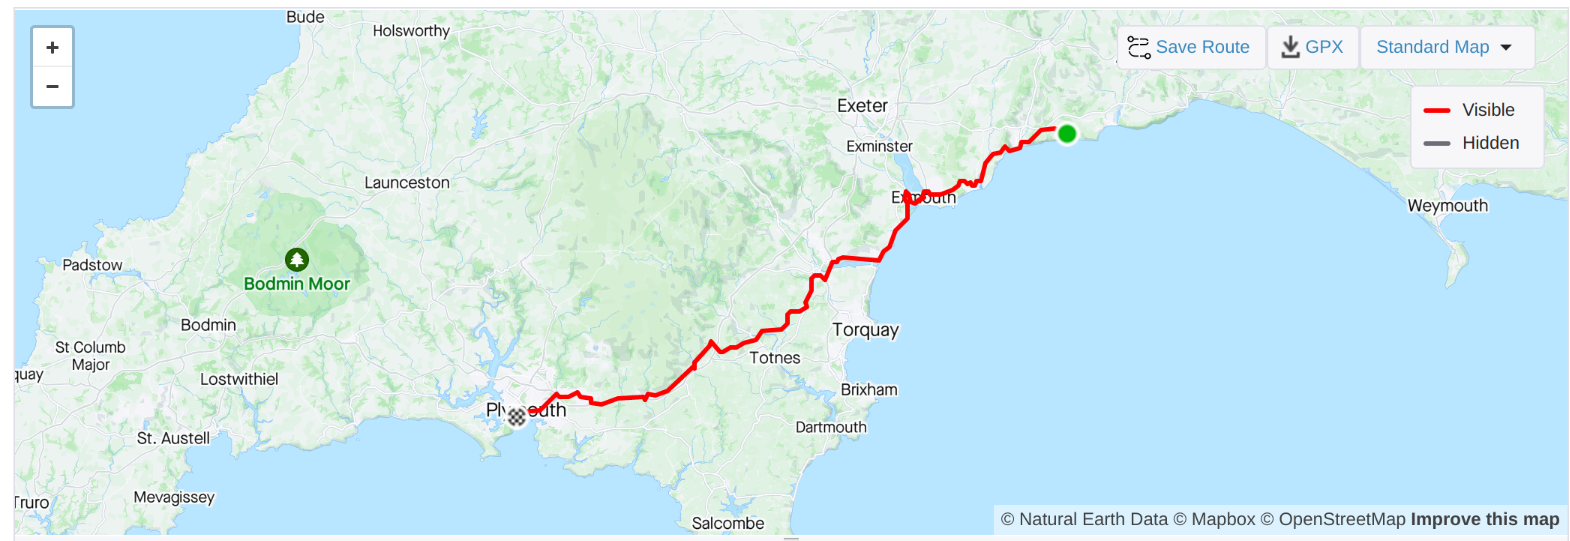 Bude
Holsworthy
+
−
Save Route
GPX
Standard Map
Visible
Hidden
Exeter
Exminster
Launceston
Exmouth
Weymouth
Padstow
Bodmin Moor
Bodmin
Torquay
St Columb
Major
Totnes
quay
Lostwithiel
Brixham
Plymouth
Dartmouth
St. Austell
Mevagissey
Truro
Salcombe
© Natural Earth Data © Mapbox © OpenStreetMap Improve this map